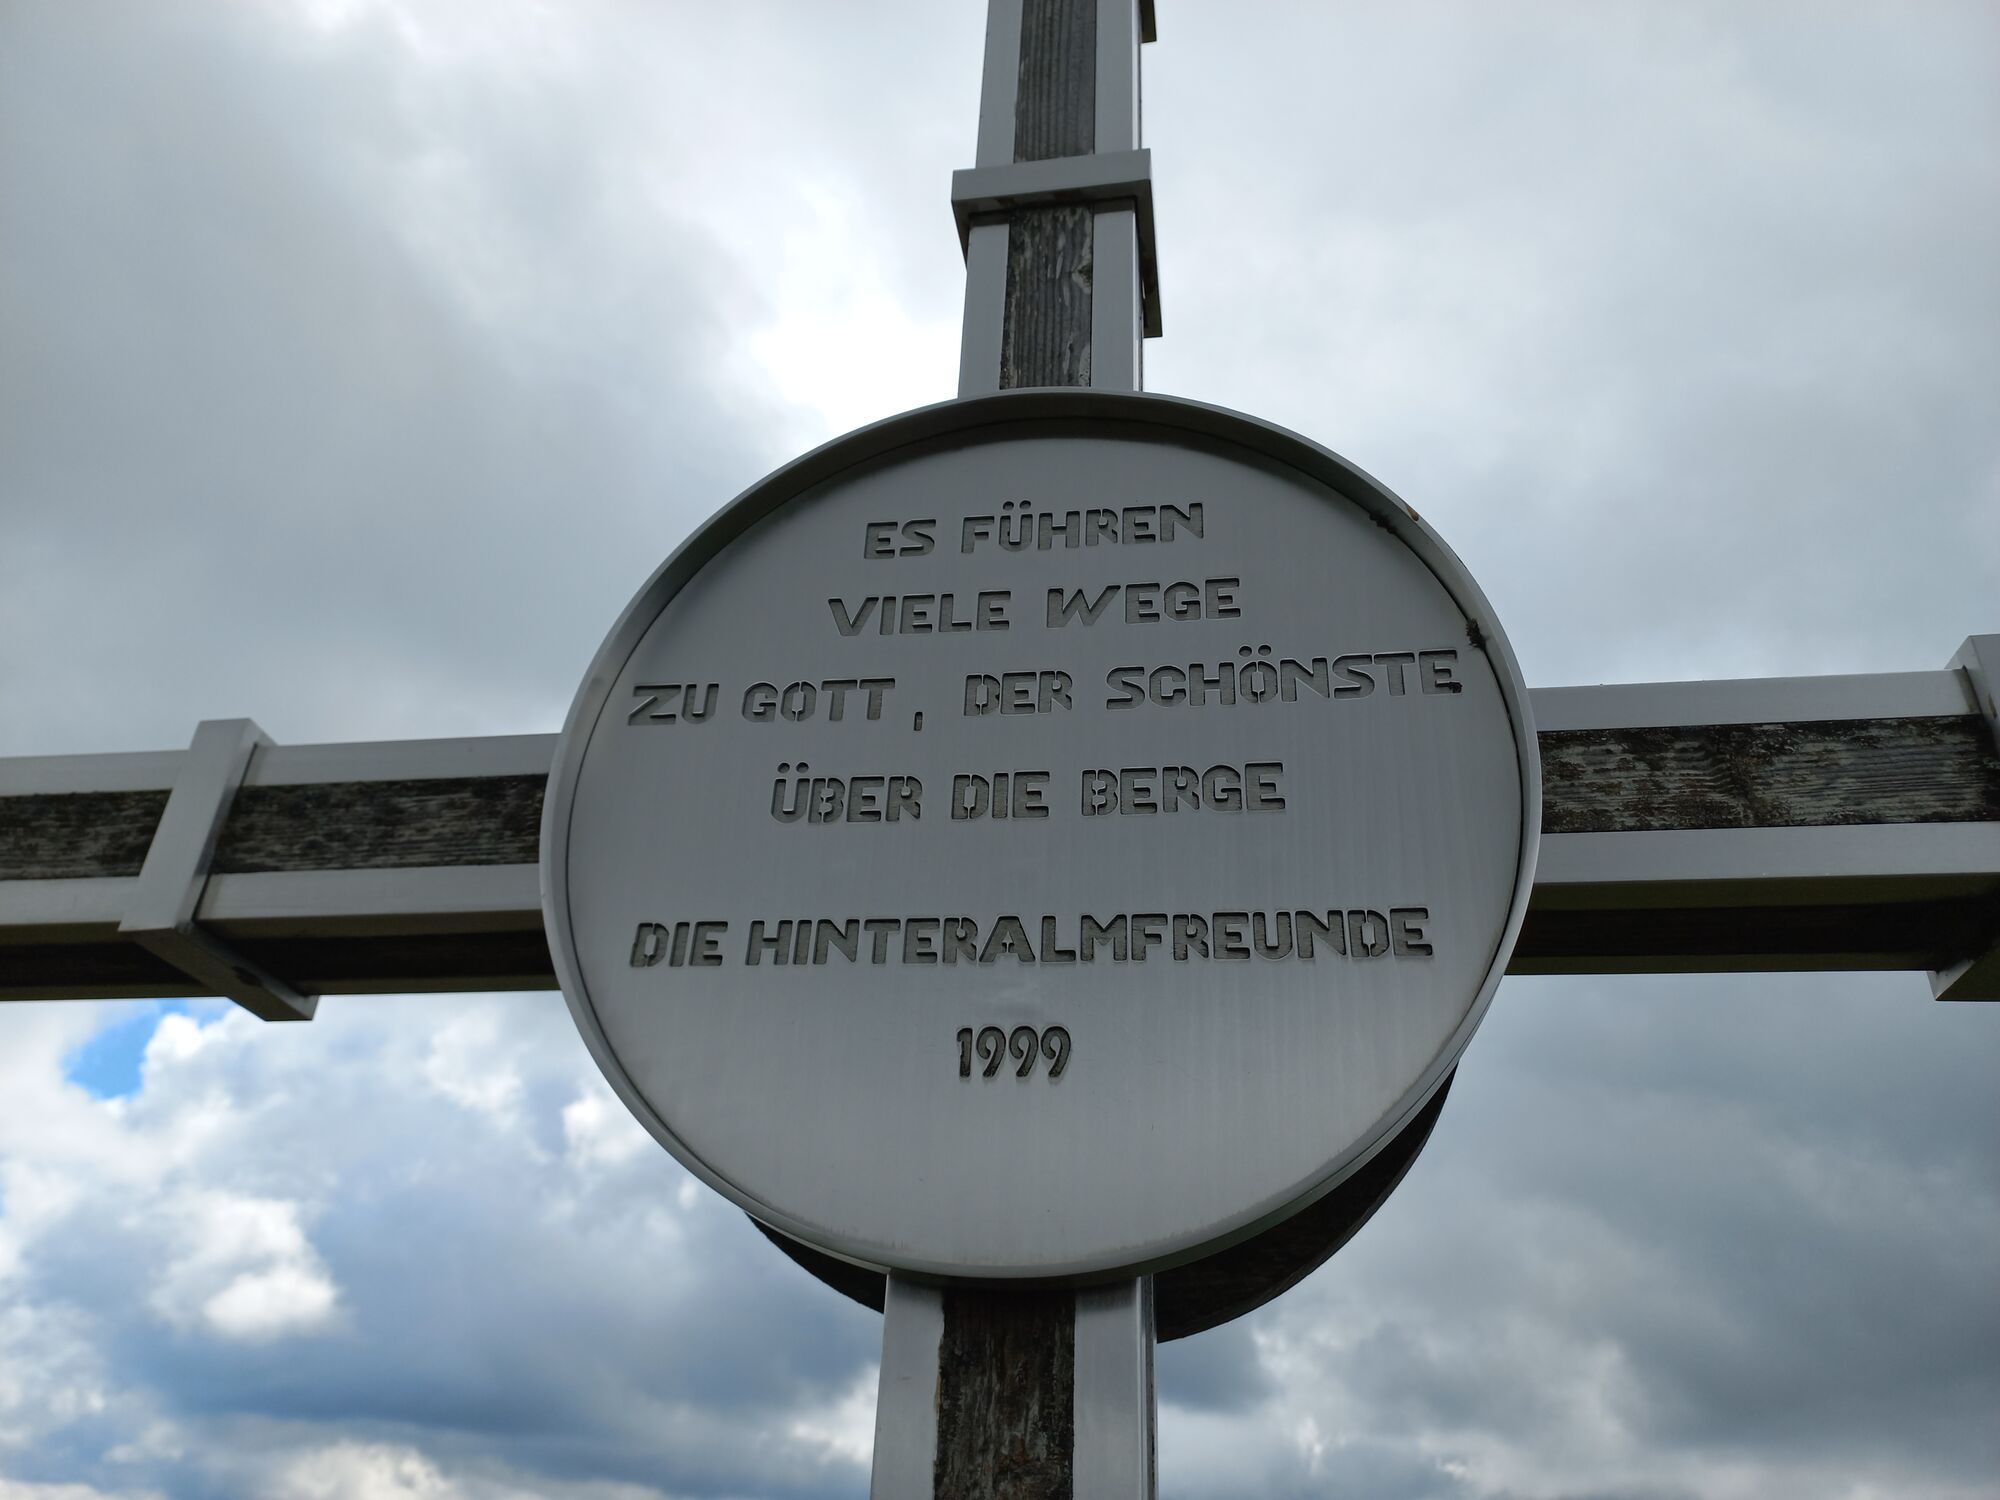 ES FÜHREN
VIELE WEGE
ZU GOTT, DER SCHÖNSTE
ÜBER DIE BERGE
DIE HINTERALMFREUNDE
1999